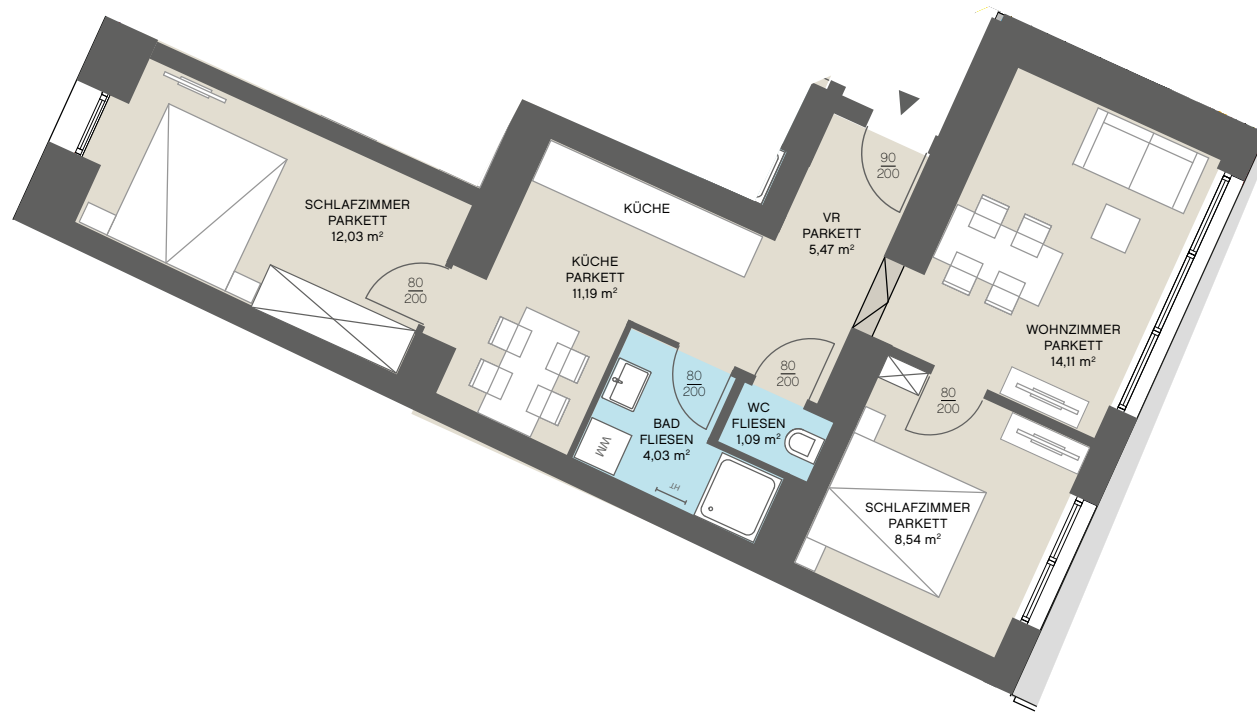 SCHLAFZIMMER
PARKETT
12,03 m²
80
200
KÜCHE
KÜCHE
PARKETT
11,19 m²
VR
PARKETT
5,47 m²
90
200
WOHNZIMMER
PARKETT
14,11 m²
80
200
80
200
80
200
BAD
FLIESEN
4,03 m²
WC
FLIESEN
1,09 m²
WM
HT
SCHLAFZIMMER
PARKETT
8,54 m²